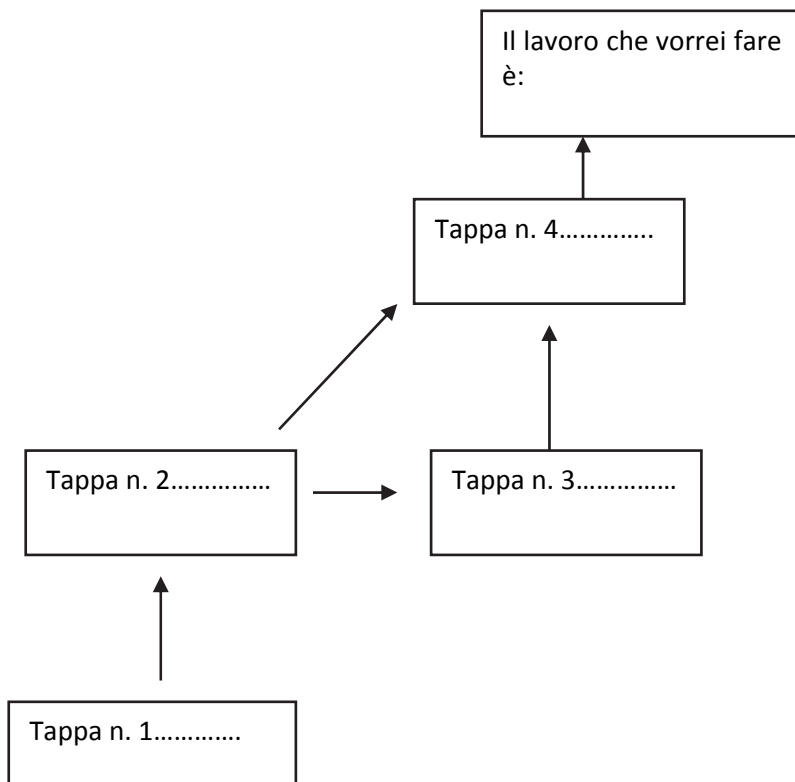 Il lavoro che vorrei fare
è:
Tappa n. 4…………..
Tappa n. 2……………
Tappa n. 3……………
Tappa n. 1………….